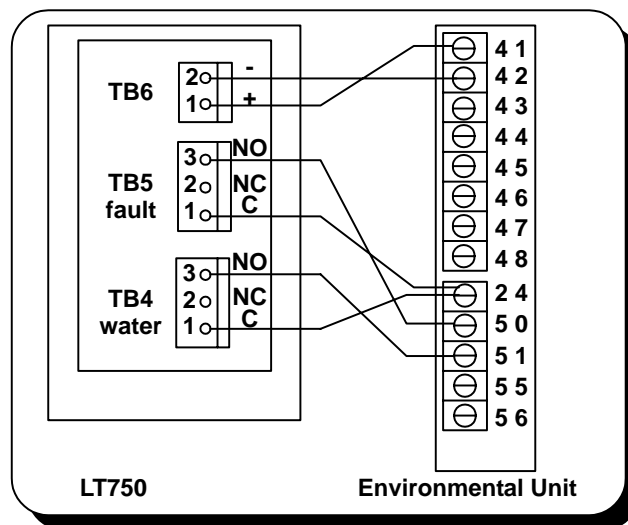 TB6
2 -
1 +
TB5
fault
3 NO
2 NC
1 C
TB4
water
3 NO
2 NC
1 C
4 1
4 2
4 3
4 4
4 5
4 6
4 7
4 8
2 4
5 0
5 1
5 5
5 6
LT750
Environmental Unit